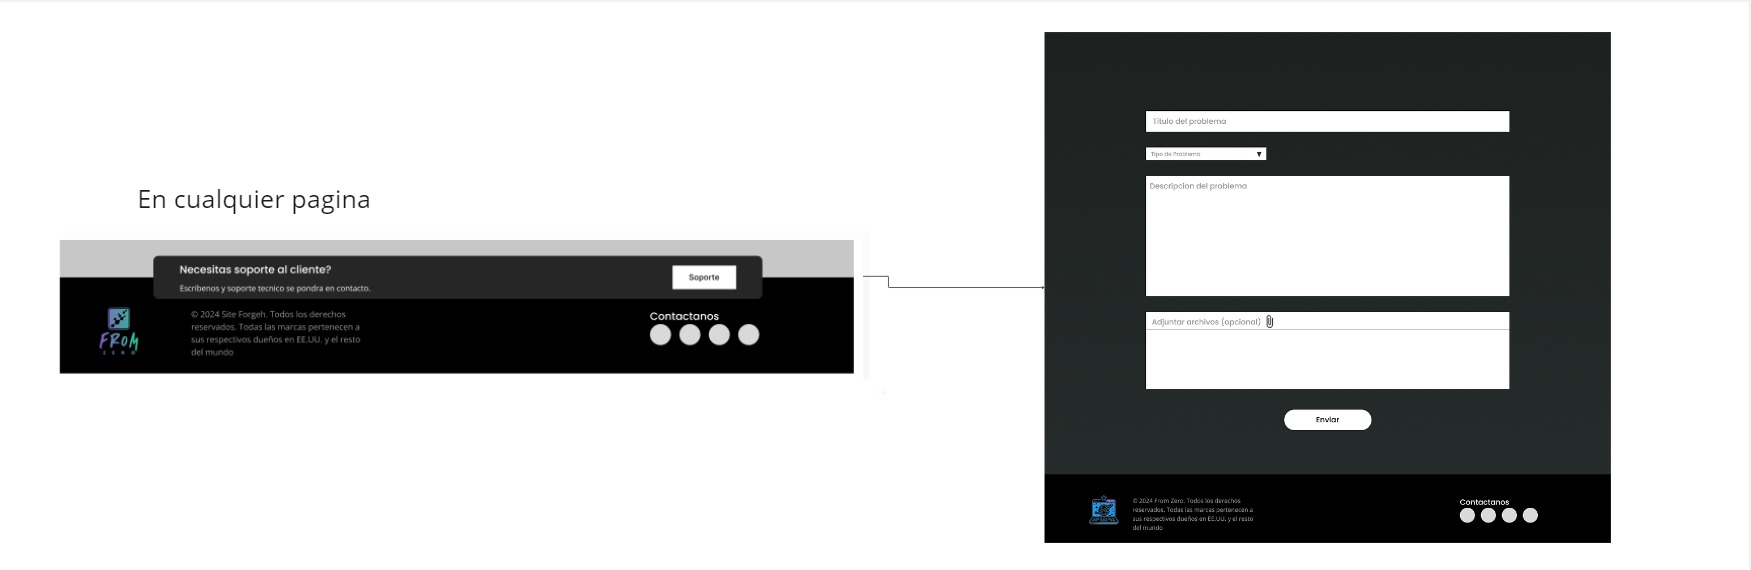 En cualquier pagina
Necesitas soporte al cliente?
Escribenos y soporte tecnico se pondra en contacto.
Soporte
FROM
ZERO
© 2024 Site Forgeh. Todos los derechos
reservados. Todas las marcas pertenecen a
sus respectivos dueños en EE.UU. y el resto
del mundo
Contactanos
Titulo del problema
Tipo de Problema
Descripcion del problema
Adjuntar archivos (opcional)
Enviar
© 2024 From Zero. Todos los derechos
reservados. Todas las marcas pertenecen a
sus respectivos dueños en EE.UU. y el resto
del mundo
Contactanos